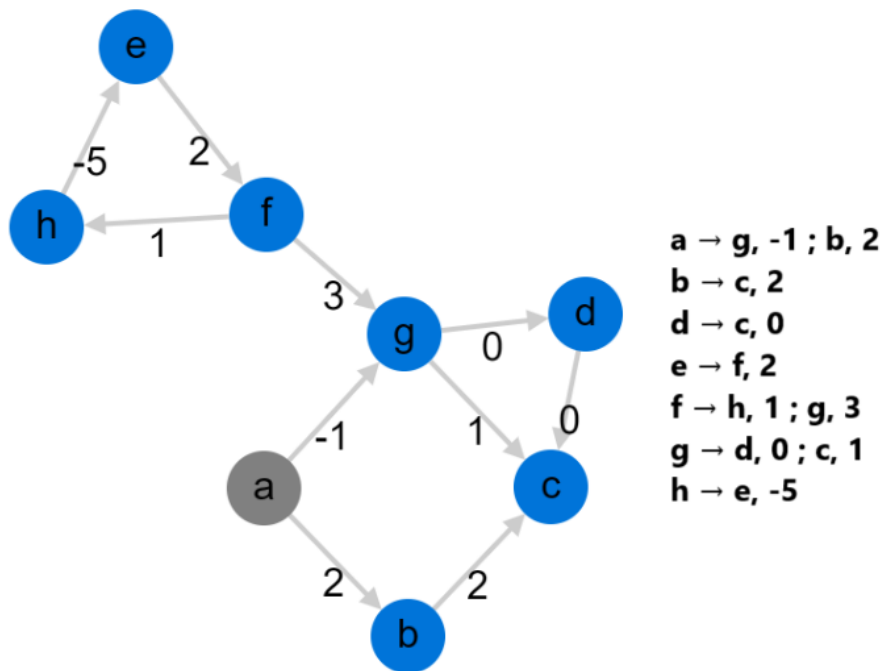 e
-5
2
h
f
1
3
g
0
d
-1
1
0
a
c
2
2
b
a → g, -1 ; b, 2
b → c, 2
d → c, 0
e → f, 2
f → h, 1 ; g, 3
g → d, 0 ; c, 1
h → e, -5